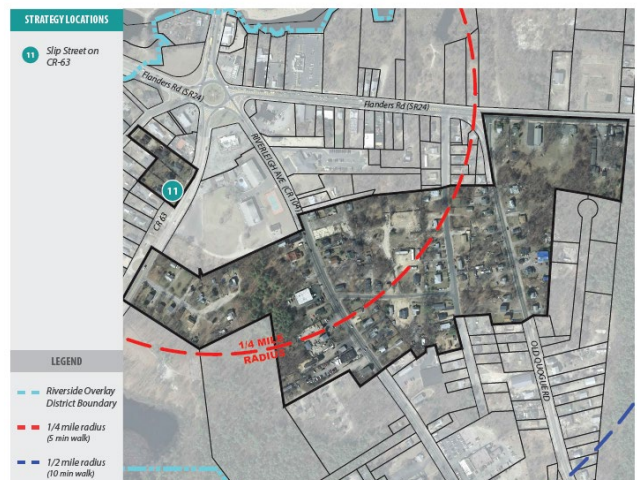 STRATEGY LOCATIONS
11 Slip Street on
CR-63
Flanders Rd (SR24)
Flanders Rd (SR24)
RIVERLEIGH AVE (CR 104)
11
CR 63
1/4 MILE
RADIUS
OLD QUOGUE RD
LEGEND
Riverside Overlay
District Boundary
1/4 mile radius
(5 min walk)
1/2 mile radius
(10 min walk)